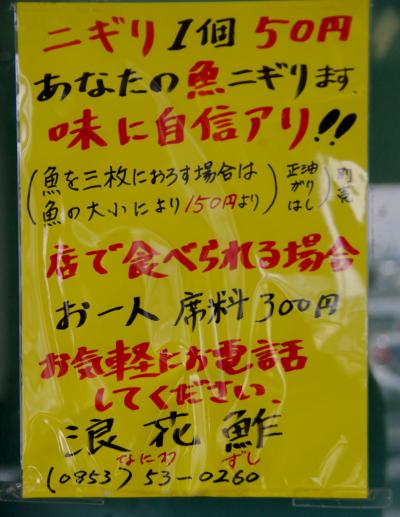 ニギリ 1個 50円
あなたの魚ニギります
味に自信アリ!!
(魚を三枚におろす場合は
魚の大小により150円より)
正油
がり
はし
別売
店で食べられる場合
お一人 席料 300円
お気軽にお電話
してください.
浪花鮓
なにわ ずし
(0853) 53-0260